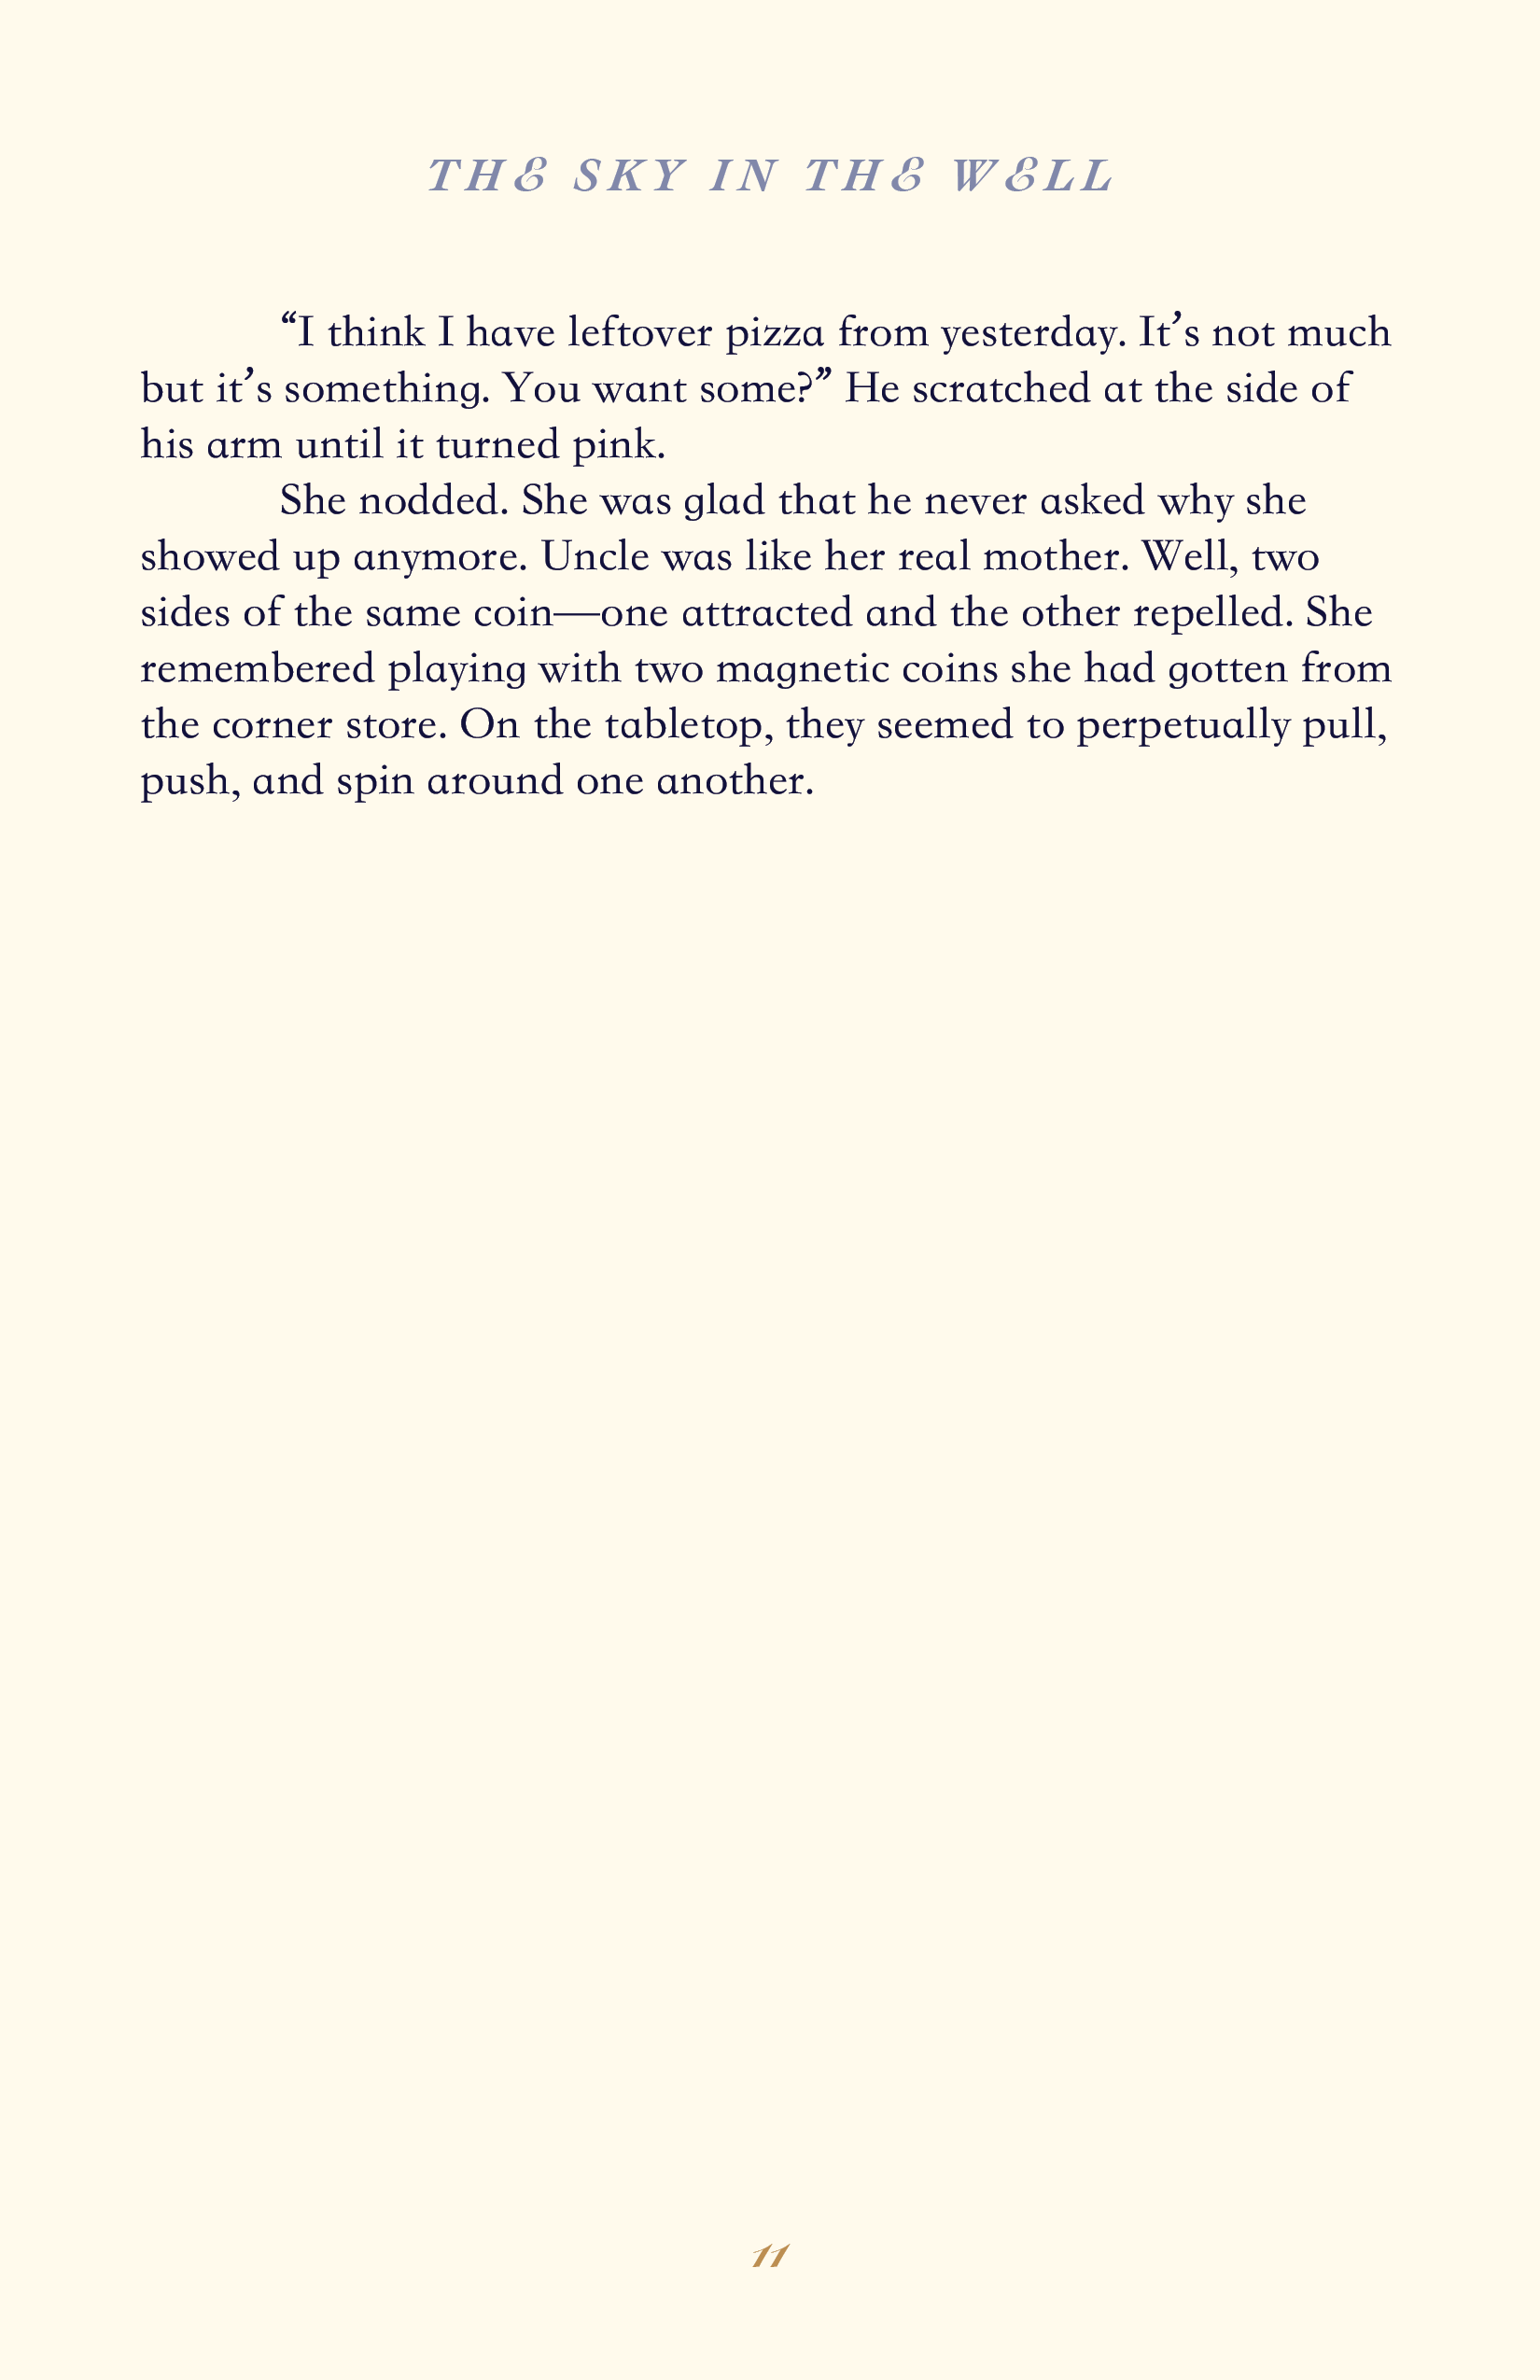 THE SKY IN THE WELL
“I think I have leftover pizza from yesterday. It’s not much
but it’s something. You want some?” He scratched at the side of
his arm until it turned pink.
She nodded. She was glad that he never asked why she
showed up anymore. Uncle was like her real mother. Well, two
sides of the same coin—one attracted and the other repelled. She
remembered playing with two magnetic coins she had gotten from
the corner store. On the tabletop, they seemed to perpetually pull,
push, and spin around one another.
11